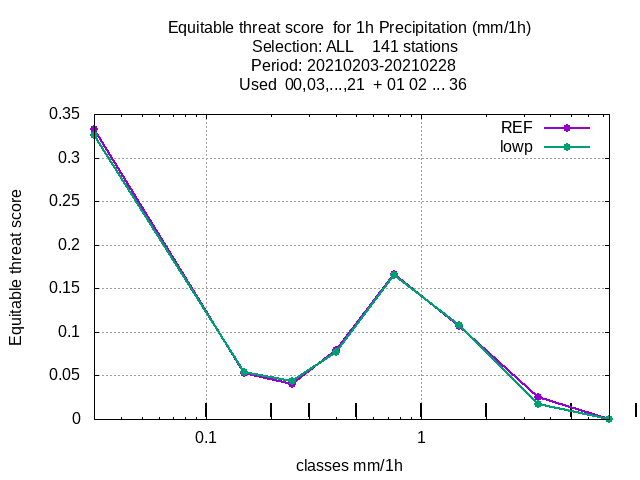 Equitable threat score  for 1h Precipitation (mm/1h)
Selection: ALL    141 stations
Period: 20210203-20210228
Used  00,03,...,21  + 01 02 ... 36
REF
lowp
0.35
0.3
0.25
0.2
0.15
0.1
0.05
0
Equitable threat score
0.1
1
classes mm/1h